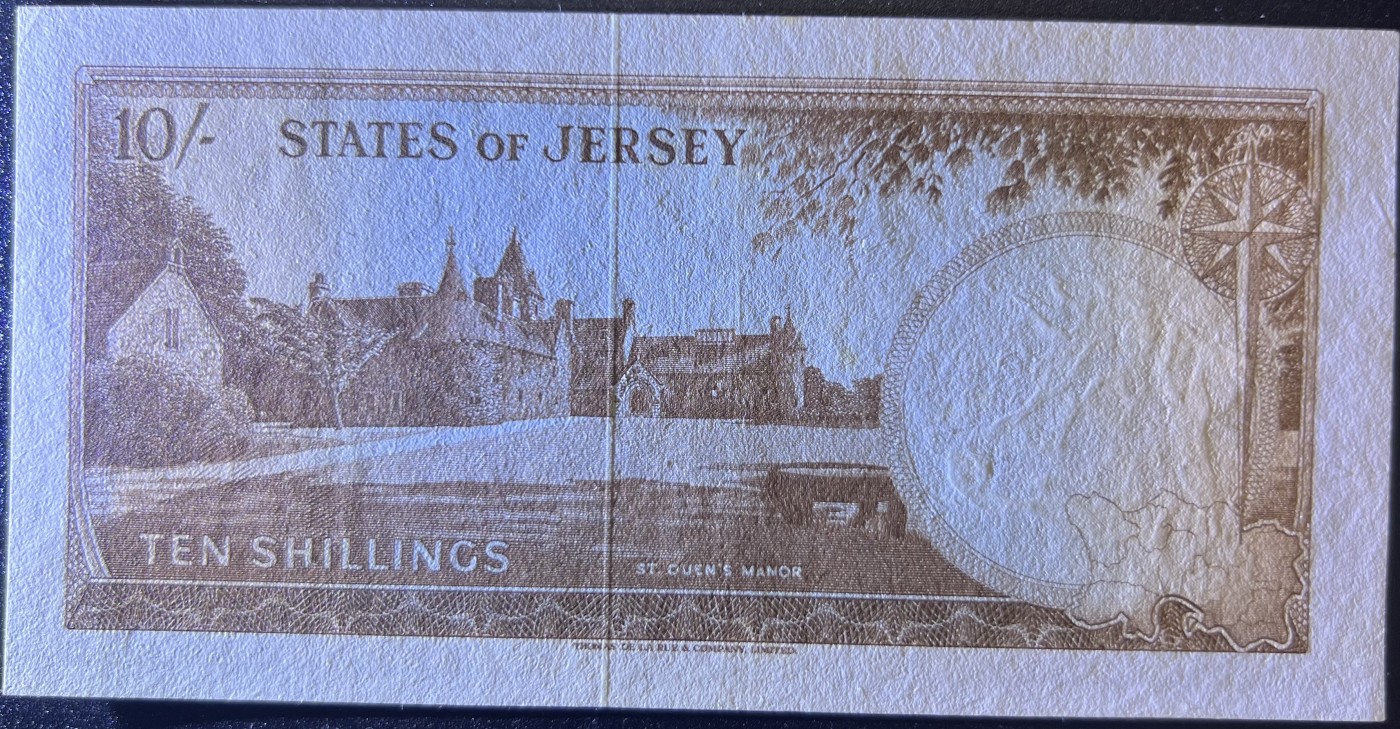 10/- STATES OF JERSEY
TEN SHILLINGS
ST. OUEN'S MANOR
THOMAS DE LA RUE & COMPANY, LIMITED.